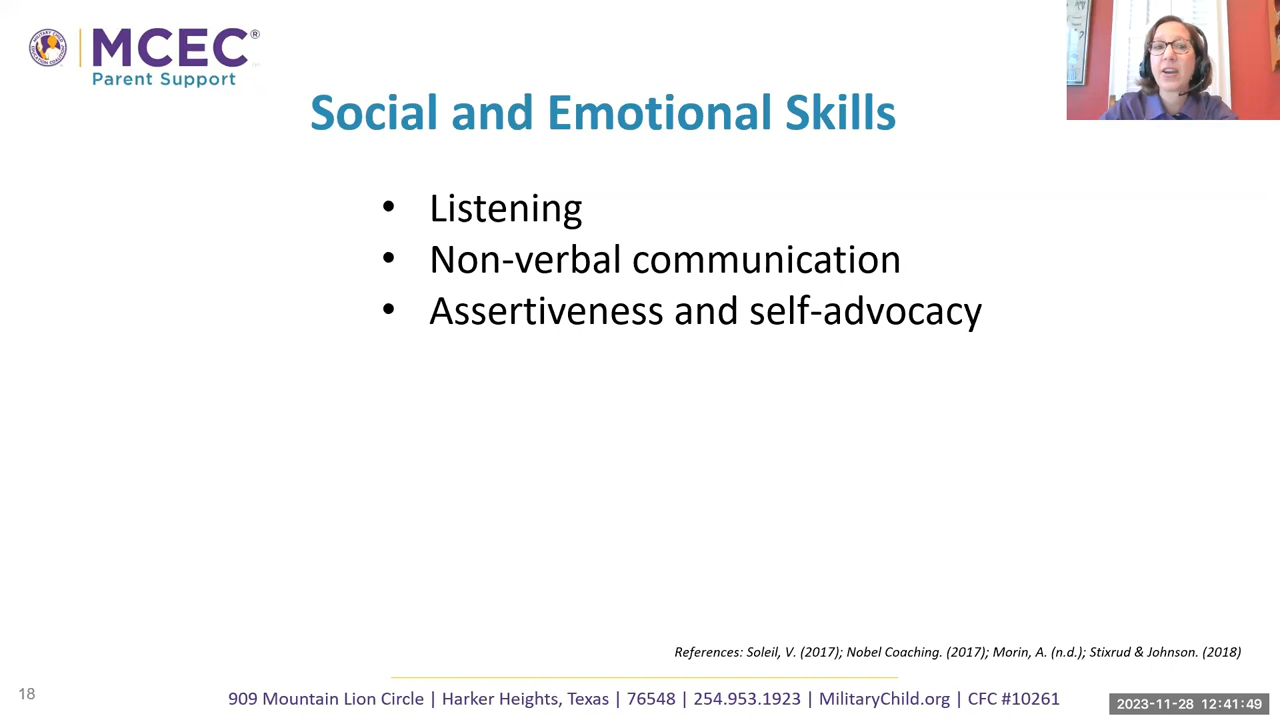 MCEC®
Parent Support
Social and Emotional Skills
• Listening
• Non-verbal communication
• Assertiveness and self-advocacy
References: Soleil, V. (2017); Nobel Coaching. (2017); Morin, A. (n.d.); Stixrud & Johnson. (2018)
18
909 Mountain Lion Circle | Harker Heights, Texas | 76548 | 254.953.1923 | MilitaryChild.org | CFC #10261
2023-11-28 12:41:49